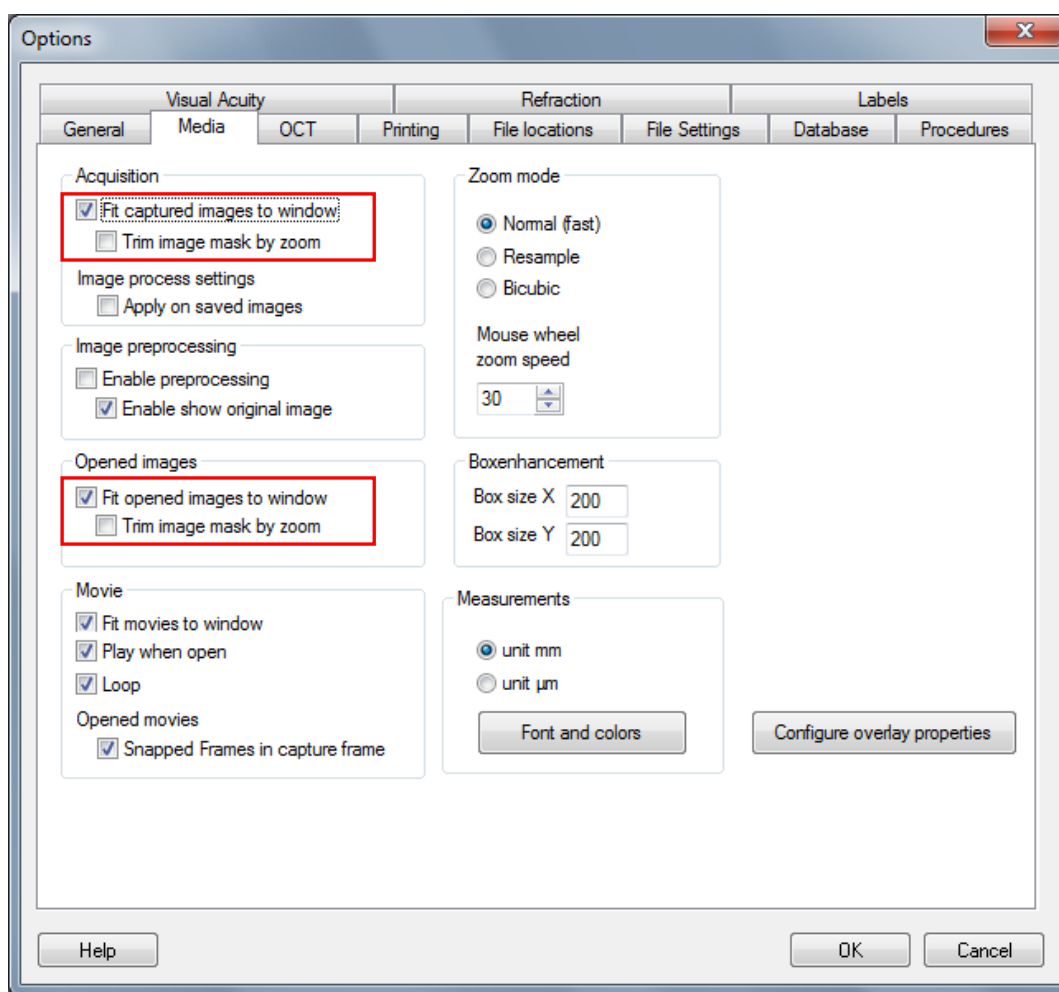 Options
x
Visual Acuity
Refraction
Labels
General
Media
OCT
Printing
File locations
File Settings
Database
Procedures
Acquisition
Fit captured images to window
Trim image mask by zoom
Image process settings
Apply on saved images
Image preprocessing
Enable preprocessing
Enable show original image
Opened images
Fit opened images to window
Trim image mask by zoom
Movie
Fit movies to window
Play when open
Loop
Opened movies
Snapped Frames in capture frame
Zoom mode
Normal (fast)
Resample
Bicubic
Mouse wheel
zoom speed
30
Boxenhancement
Box size X 200
Box size Y 200
Measurements
unit mm
unit µm
Font and colors
Configure overlay properties
Help
OK
Cancel